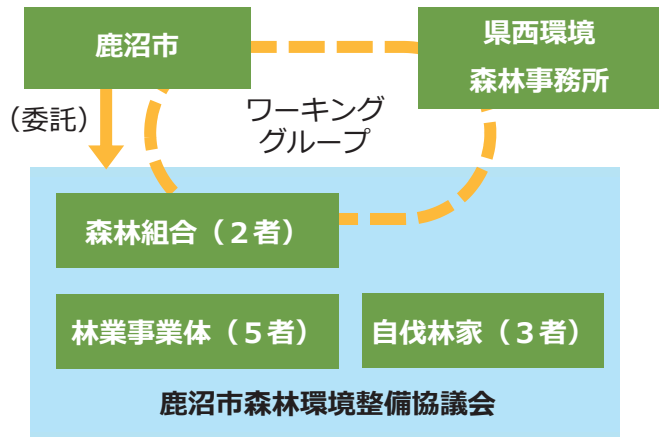 鹿沼市
県西環境
森林事務所
（委託）
ワーキング
グループ
森林組合（２者）
林業事業体（５者）
自伐林家（３者）
鹿沼市森林環境整備協議会